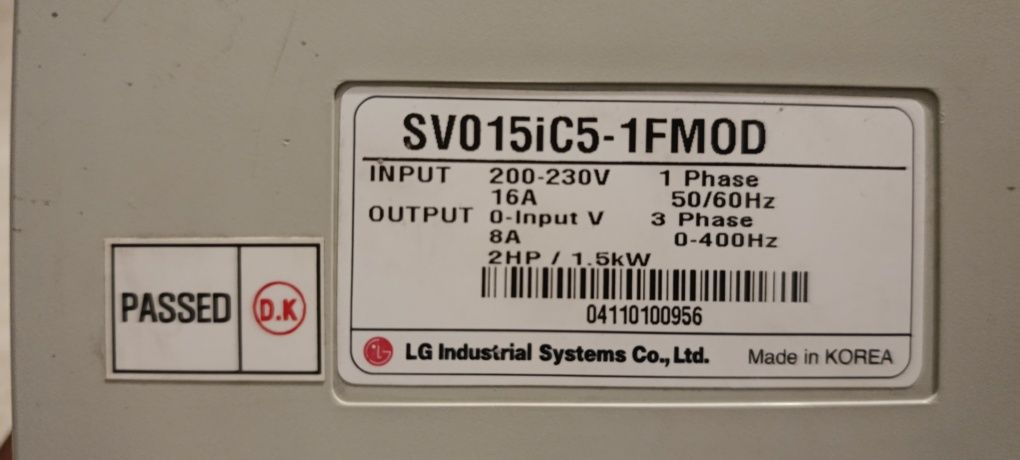 SV015iC5-1FMOD
INPUT 200-230V 1 Phase
16A 50/60Hz
OUTPUT 0-Input V 3 Phase
8A 0-400Hz
2HP / 1.5kW
04110100956
LG Industrial Systems Co.,Ltd. Made in KOREA
PASSED D.K